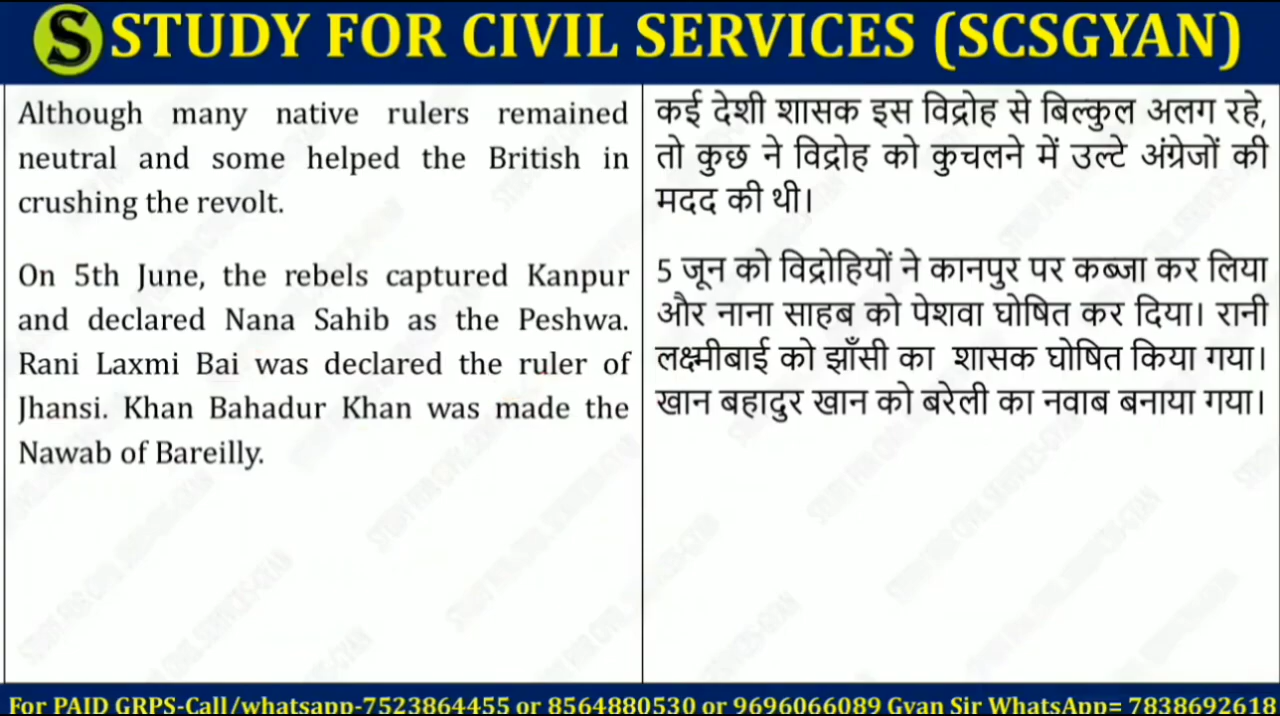 S STUDY FOR CIVIL SERVICES (SCSGYAN)
Although many native rulers remained
neutral and some helped the British in
crushing the revolt.
On 5th June, the rebels captured Kanpur
and declared Nana Sahib as the Peshwa.
Rani Laxmi Bai was declared the ruler of
Jhansi. Khan Bahadur Khan was made the
Nawab of Bareilly.
कई देशी शासक इस विद्रोह से बिल्कुल अलग रहे,
तो कुछ ने विद्रोह को कुचलने में उल्टे अंग्रेजों की
मदद की थी।
5 जून को विद्रोहियों ने कानपुर पर कब्जा कर लिया
और नाना साहब को पेशवा घोषित कर दिया। रानी
लक्ष्मीबाई को झाँसी का शासक घोषित किया गया।
खान बहादुर खान को बरेली का नवाब बनाया गया।
For PAID GRPS-Call/whatsapp-7523864455 or 8564880530 or 9696066089 Gyan Sir WhatsApp= 7838692618